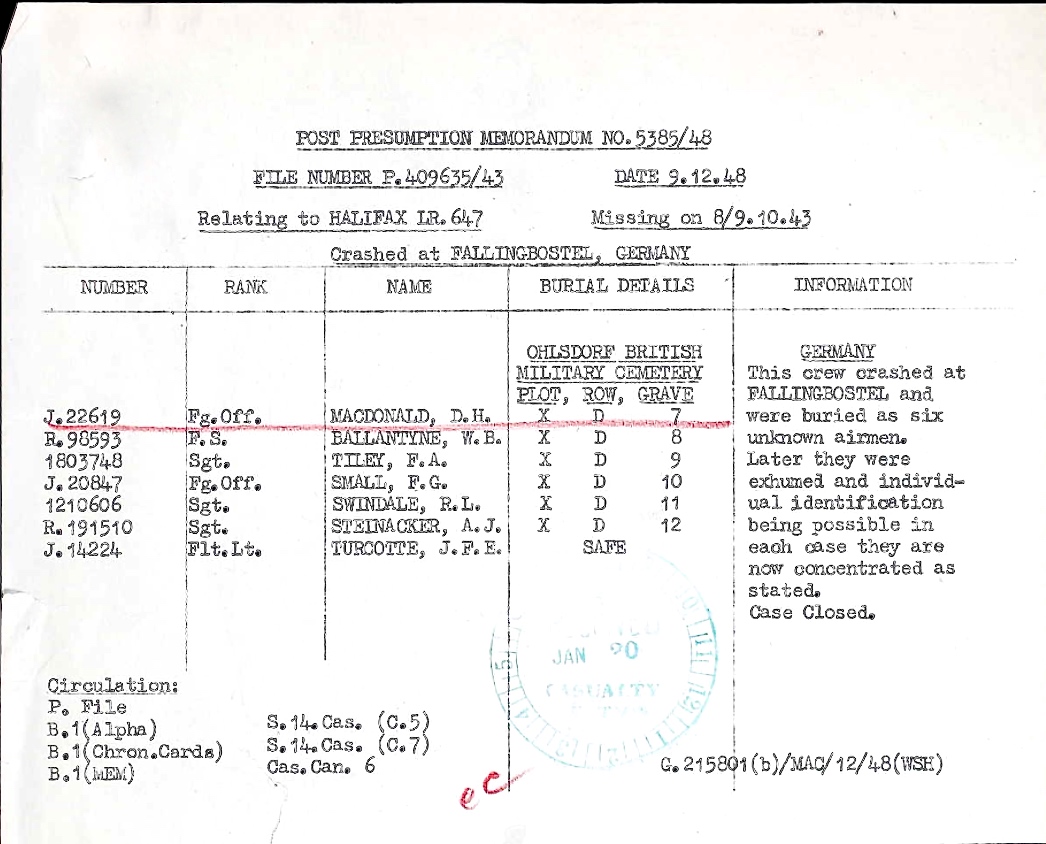 POST PRESUMPTION MEMORANDUM NO. 5385/48
FILE NUMBER P.409635/43 DATE 9.12.48
Relating to HALIFAX LR.647 Missing on 8/9.10.43
Crashed at FALLINGBOSTEL, GERMANY
NUMBER RANK NAME BURIAL DETAILS INFORMATION
OHLSDORF BRITISH GERMANY
MILITARY CEMETERY This crew crashed at
PLOT, ROW, GRAVE FALLINGBOSTEL and
J.22619 Fg.Off. MACDONALD, D.H. X D 7 were buried as six
R.98593 F.S. BALLANTYNE, W.B. X D 8 unknown airmen.
1803748 Sgt. TILEY, F.A. X D 9 Later they were
J.20847 Fg.Off. SMALL, F.G. X D 10 exhumed and individ-
1210606 Sgt. SWINDALE, R.L. X D 11 ual identification
R.191510 Sgt. STEINACKER, A.J. X D 12 being possible in
J.14224 Flt.Lt. TURCOTTE, J.F.E. SAFE each case they are
now concentrated as
stated.
Case Closed.
JAN 20
CASUALTY
Circulation:
P. File
B.1(Alpha) S.14.Cas. (C.5)
B.1(Chron.Cards) S.14.Cas. (C.7)
B.1(MEM) Cas.Can. 6
G.215801(b)/MAC/12/48(WSH)
ec